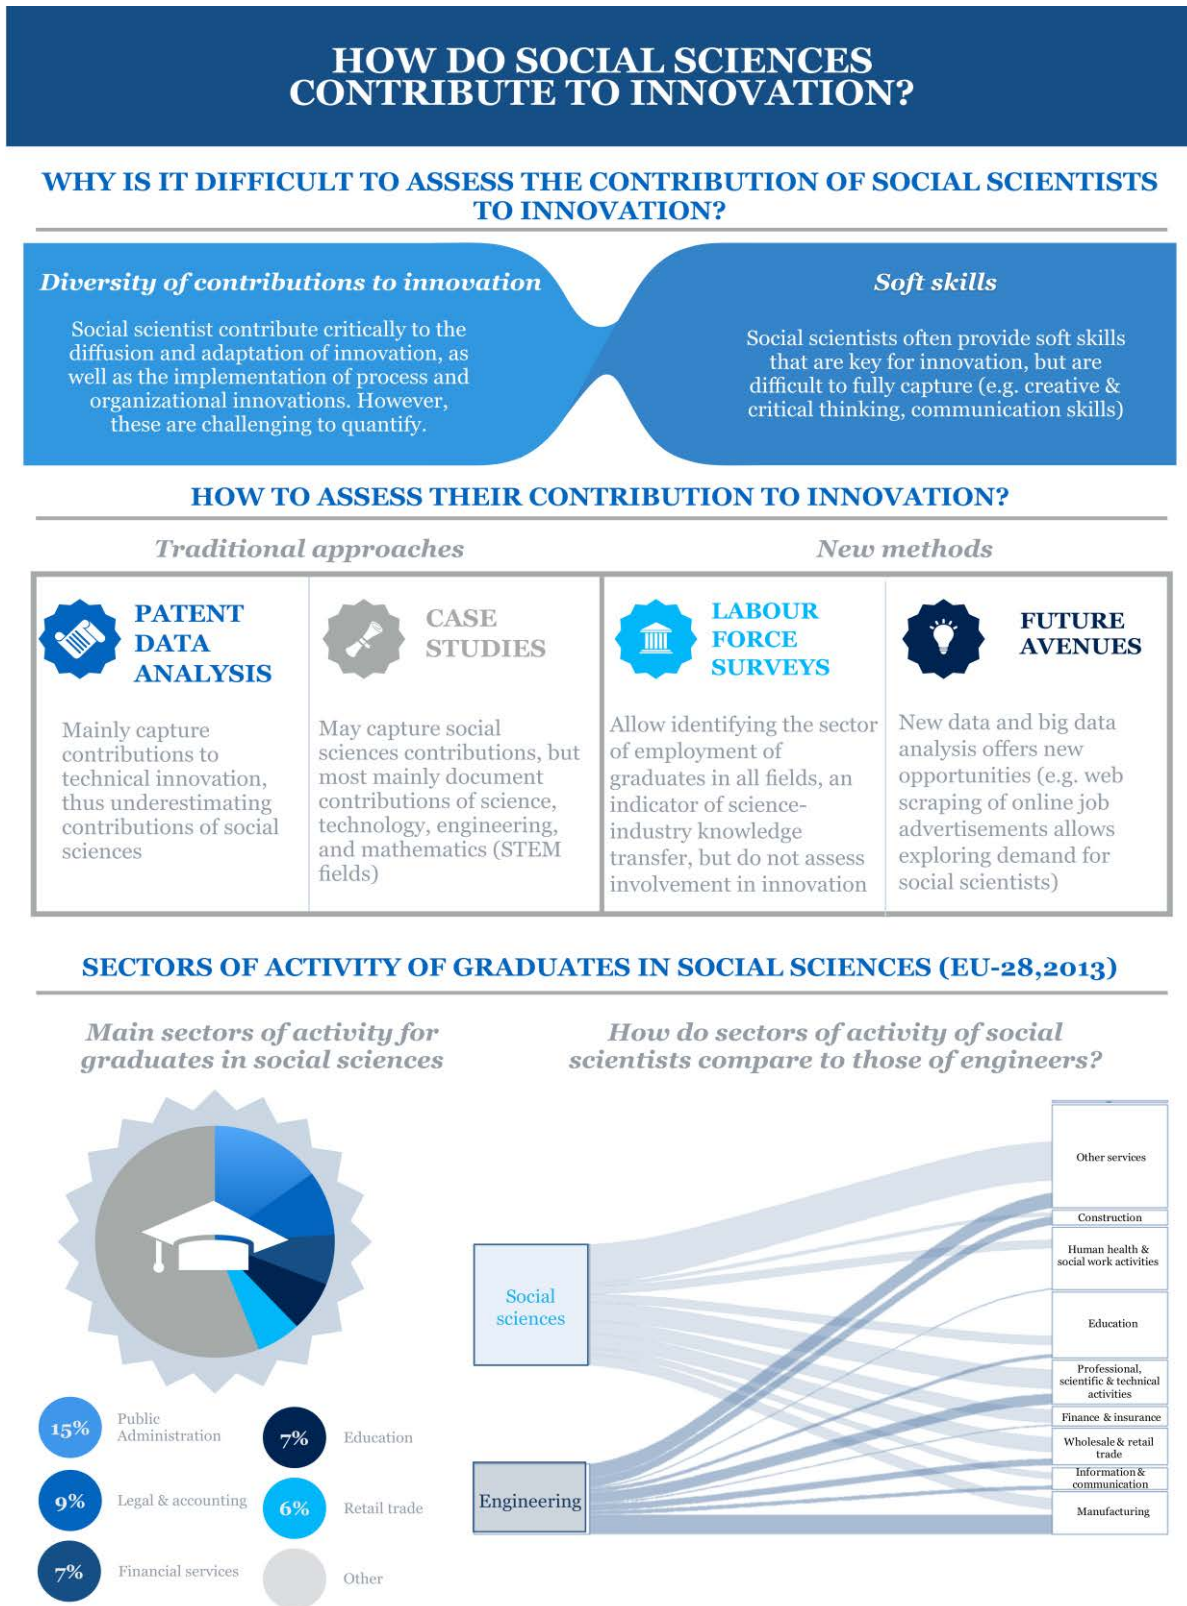 HOW DO SOCIAL SCIENCES
CONTRIBUTE TO INNOVATION?
WHY IS IT DIFFICULT TO ASSESS THE CONTRIBUTION OF SOCIAL SCIENTISTS
TO INNOVATION?
Diversity of contributions to innovation
Social scientist contribute critically to the
diffusion and adaptation of innovation, as
well as the implementation of process and
organizational innovations. However,
these are challenging to quantify.
Soft skills
Social scientists often provide soft skills
that are key for innovation, but are
difficult to fully capture (e.g. creative &
critical thinking, communication skills)
HOW TO ASSESS THEIR CONTRIBUTION TO INNOVATION?
Traditional approaches
New methods
PATENT
DATA
ANALYSIS
Mainly capture
contributions to
technical innovation,
thus underestimating
contributions of social
sciences
CASE
STUDIES
May capture social
sciences contributions, but
most mainly document
contributions of science,
technology, engineering,
and mathematics (STEM
fields)
LABOUR
FORCE
SURVEYS
Allow identifying the sector
of employment of
graduates in all fields, an
indicator of science-
industry knowledge
transfer, but do not assess
involvement in innovation
FUTURE
AVENUES
New data and big data
analysis offers new
opportunities (e.g. web
scraping of online job
advertisements allows
exploring demand for
social scientists)
SECTORS OF ACTIVITY OF GRADUATES IN SOCIAL SCIENCES (EU-28,2013)
Main sectors of activity for
graduates in social sciences
15%
Public
Administration
9%
Legal & accounting
7%
Financial services
7%
Education
6%
Retail trade
Other
How do sectors of activity of social
scientists compare to those of engineers?
Social
sciences
Engineering
Other services
Construction
Human health &
social work activities
Education
Professional,
scientific & technical
activities
Finance & insurance
Wholesale & retail
trade
Information &
communication
Manufacturing